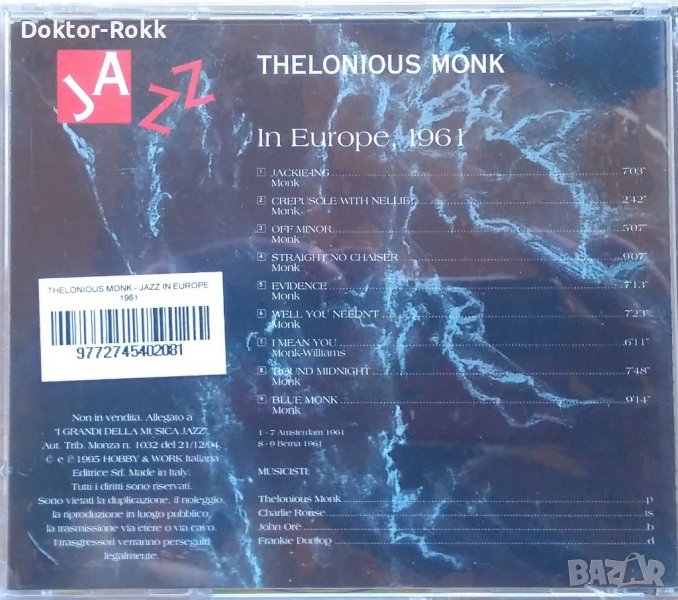 Doktor-Rokk
JAZZ
THELONIOUS MONK
In Europe, 1961
1 JACKIE-ING 7'03"
Monk
2 CREPUSCLE WITH NELLIE 2'42"
Monk
3 OFF MINOR 5'07"
Monk
4 STRAIGHT NO CHAISER 9'07"
Monk
5 EVIDENCE 7'13"
Monk
6 WELL YOU NEEDN'T 7'23"
Monk
7 I MEAN YOU 6'11"
Monk-Williams
8 'ROUND MIDNIGHT 7'48"
Monk
9 BLUE MONK 9'14"
Monk
1 - 7 Amsterdam 1961
8 - 9 Berna 1961
MUSICISTI:
Thelonious Monk p
Charlie Rouse ts
John Orè b
Frankie Dunlop d
THELONIOUS MONK - JAZZ IN EUROPE
1961
9772745402081
Non in vendita. Allegato a
"I GRANDI DELLA MUSICA JAZZ".
Aut. Trib. Monza n. 1032 del 21/12/94.
© e ℗ 1995 HOBBY & WORK Italiana
Editrice Srl. Made in Italy.
Tutti i diritti sono riservati.
Sono vietati la duplicazione, il noleggio,
la riproduzione in luogo pubblico,
la trasmissione via etere o via cavo.
I trasgressori verranno perseguiti
legalmente.
BAZAR